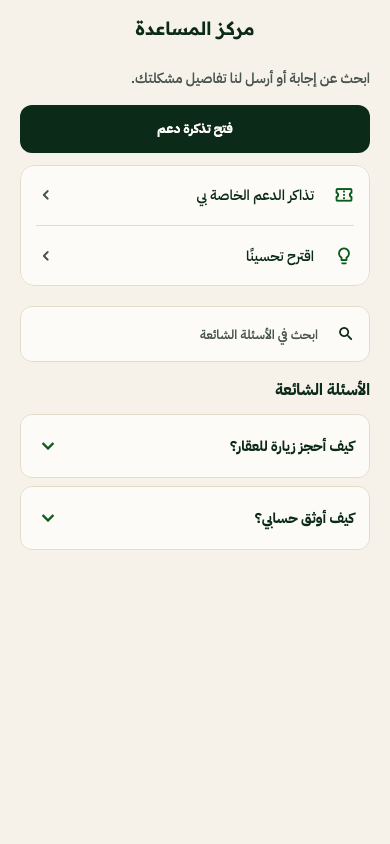 مركز المساعدة
ابحث عن إجابة أو أرسل لنا تفاصيل مشكلتك.
فتح تذكرة دعم
تذاكر الدعم الخاصة بي
اقترح تحسينًا
ابحث في الأسئلة الشائعة
الأسئلة الشائعة
كيف أحجز زيارة للعقار؟
كيف أوثق حسابي؟